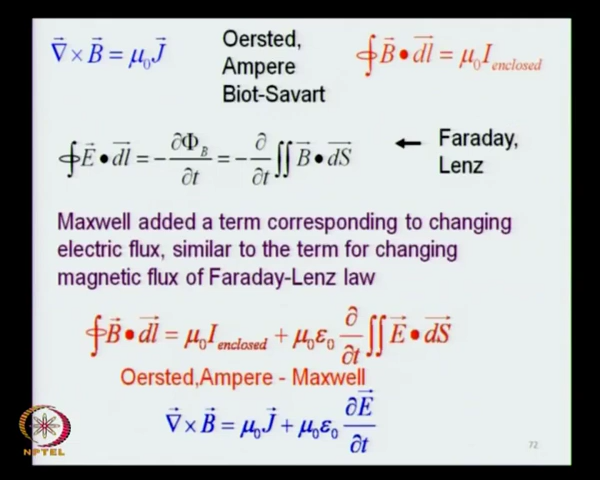 ∇⃗ × B⃗ = μ₀J⃗
Oersted,
Ampere
Biot-Savart
∮B⃗•dl⃗ = μ₀I_enclosed
∮E⃗•dl⃗ = −∂Φ_B/∂t = −∂/∂t ∬B⃗•dS⃗
← Faraday,
Lenz
Maxwell added a term corresponding to changing
electric flux, similar to the term for changing
magnetic flux of Faraday-Lenz law
∮B⃗•dl⃗ = μ₀I_enclosed + μ₀ε₀ ∂/∂t ∬E⃗•dS⃗
Oersted,Ampere - Maxwell
∇⃗ × B⃗ = μ₀J⃗ + μ₀ε₀ ∂E⃗/∂t
NPTEL
72